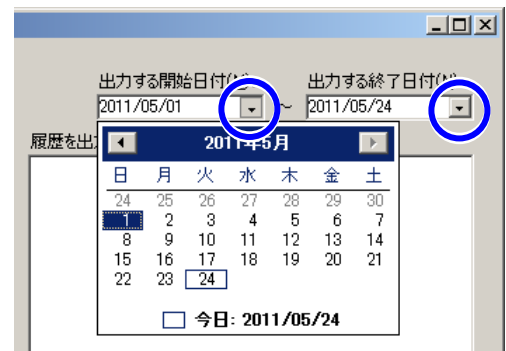 出力する開始日付 出力する終了日付
2011/05/01 ～ 2011/05/24
履歴を出
2011年5月
日 月 火 水 木 金 土
24 25 26 27 28 29 30
1 2 3 4 5 6 7
8 9 10 11 12 13 14
15 16 17 18 19 20 21
22 23 24
今日: 2011/05/24